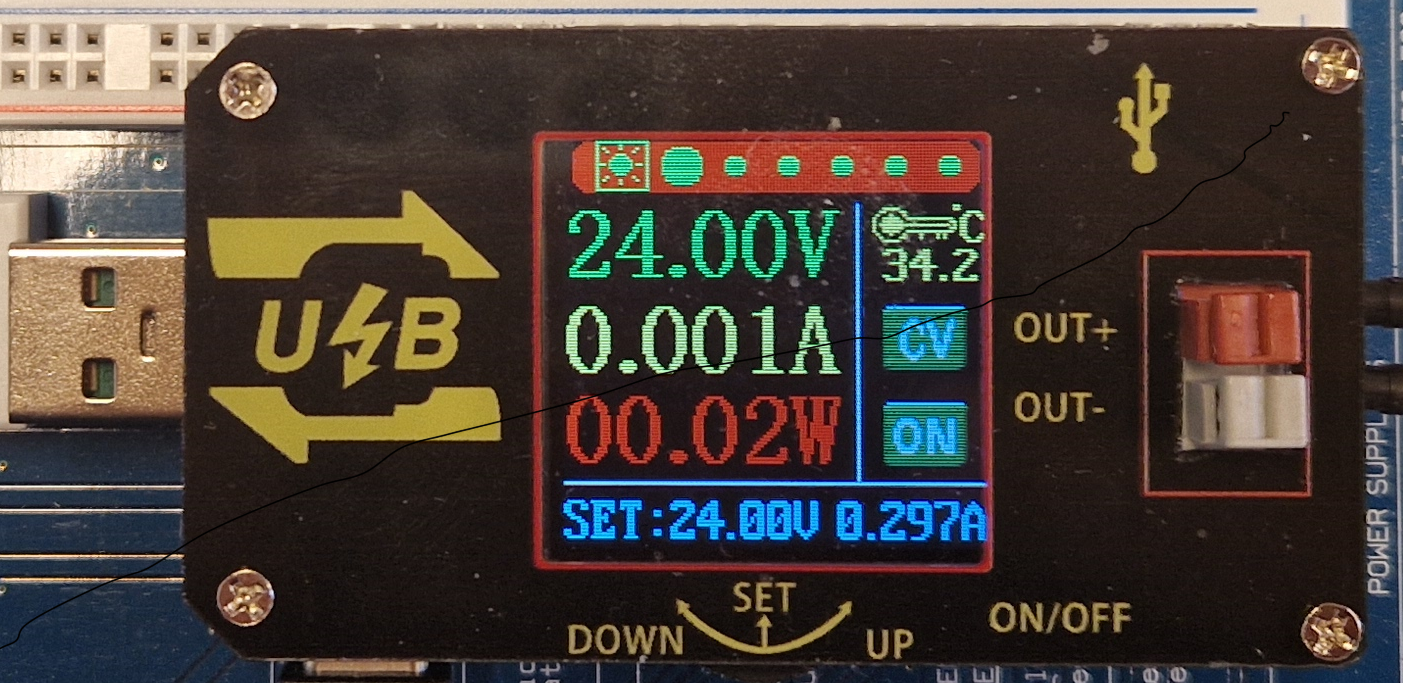 24.00V
°C
34.2
0.001A
CV
00.02W
ON
SET:24.00V 0.297A
USB
OUT+
OUT-
SET
DOWN
UP
ON/OFF
POWER SUPPL